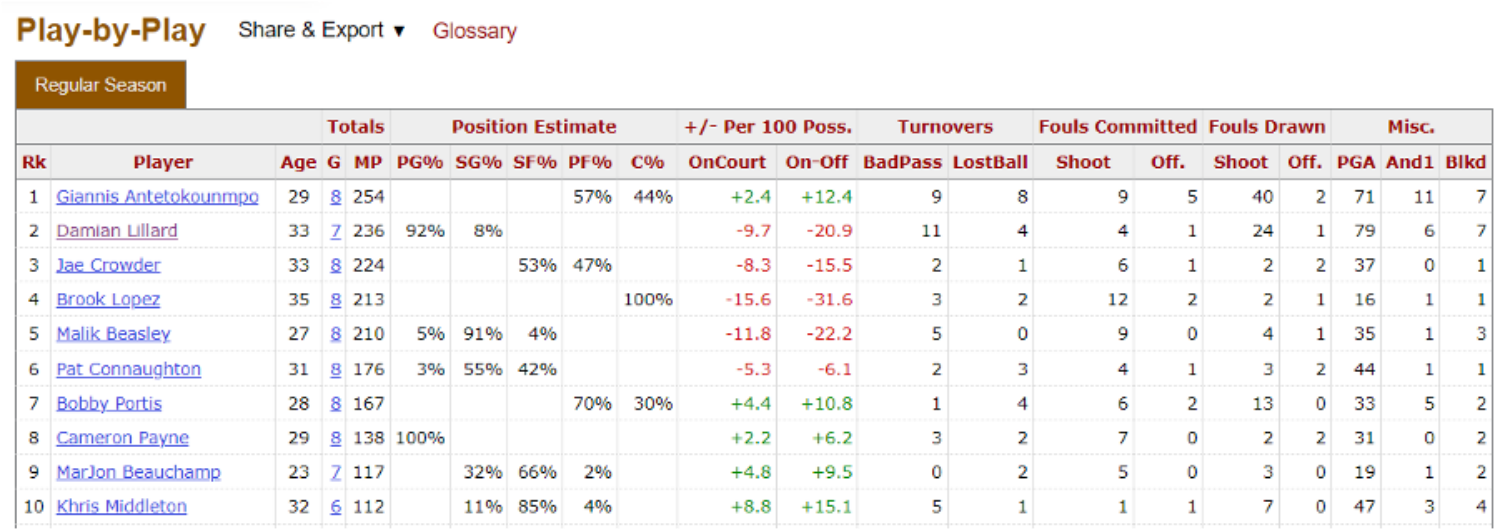 Play-by-Play Share & Export ▼ Glossary
Regular Season
Totals Position Estimate +/- Per 100 Poss. Turnovers Fouls Committed Fouls Drawn Misc.
Rk Player Age G MP PG% SG% SF% PF% C% OnCourt On-Off BadPass LostBall Shoot Off. Shoot Off. PGA And1 Blkd
1 Giannis Antetokounmpo 29 8 254 57% 44% +2.4 +12.4 9 8 9 5 40 2 71 11 7
2 Damian Lillard 33 7 236 92% 8% -9.7 -20.9 11 4 4 1 24 1 79 6 7
3 Jae Crowder 33 8 224 53% 47% -8.3 -15.5 2 1 6 1 2 2 37 0 1
4 Brook Lopez 35 8 213 100% -15.6 -31.6 3 2 12 2 2 1 16 1 1
5 Malik Beasley 27 8 210 5% 91% 4% -11.8 -22.2 5 0 9 0 4 1 35 1 3
6 Pat Connaughton 31 8 176 3% 55% 42% -5.3 -6.1 2 3 4 1 3 2 44 1 1
7 Bobby Portis 28 8 167 70% 30% +4.4 +10.8 1 4 6 2 13 0 33 5 2
8 Cameron Payne 29 8 138 100% +2.2 +6.2 3 2 7 0 2 2 31 0 2
9 MarJon Beauchamp 23 7 117 32% 66% 2% +4.8 +9.5 0 2 5 0 3 0 19 1 2
10 Khris Middleton 32 6 112 11% 85% 4% +8.8 +15.1 5 1 1 1 7 0 47 3 4